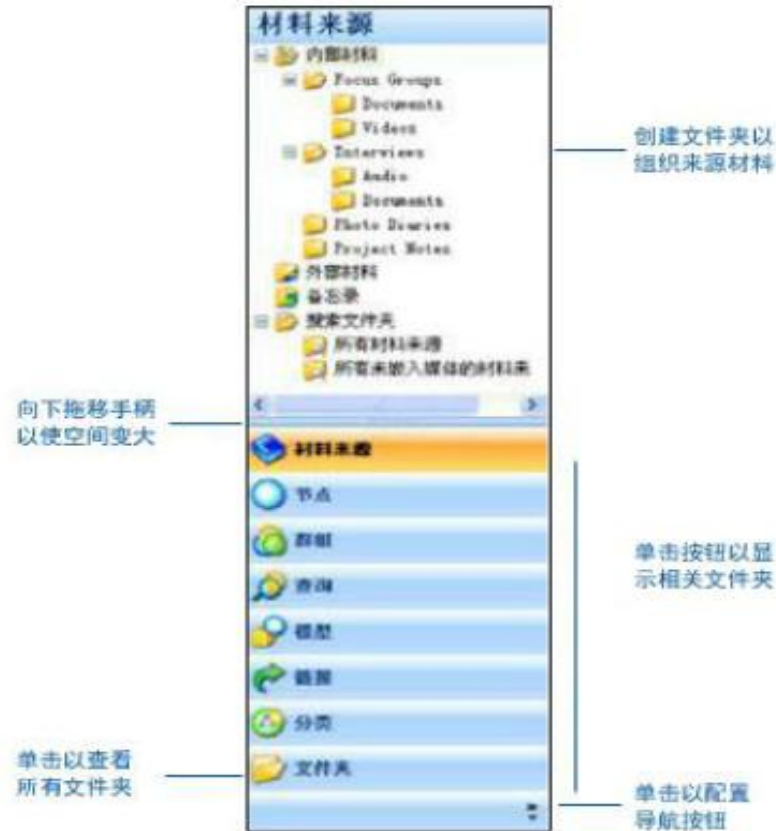 材料来源
内部材料
Focus Groups
Documents
Videos
Interviews
Audio
Documents
Photo Diaries
Project Notes
外部材料
备忘录
搜索文件夹
所有材料来源
所有未嵌入媒体的材料来
材料来源
节点
群组
查询
模型
链接
分类
文件夹
创建文件夹以
组织来源材料
向下拖移手柄
以使空间变大
单击按钮以显
示相关文件夹
单击以查看
所有文件夹
单击以配置
导航按钮